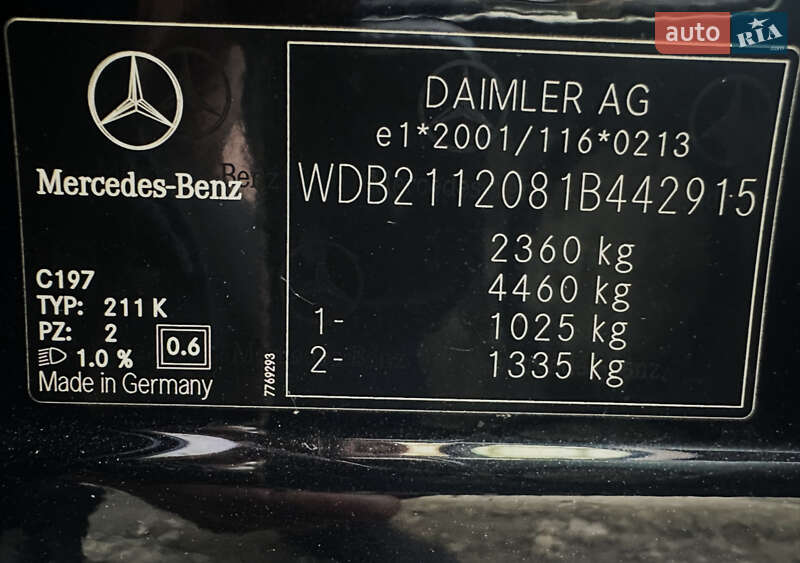 auto RIA .com
DAIMLER AG
e1*2001/116*0213
WDB2112081B442915
2360 kg
4460 kg
1- 1025 kg
2- 1335 kg
Mercedes-Benz
C197
TYP: 211 K
PZ: 2
1.0 % 0.6
Made in Germany
7769293